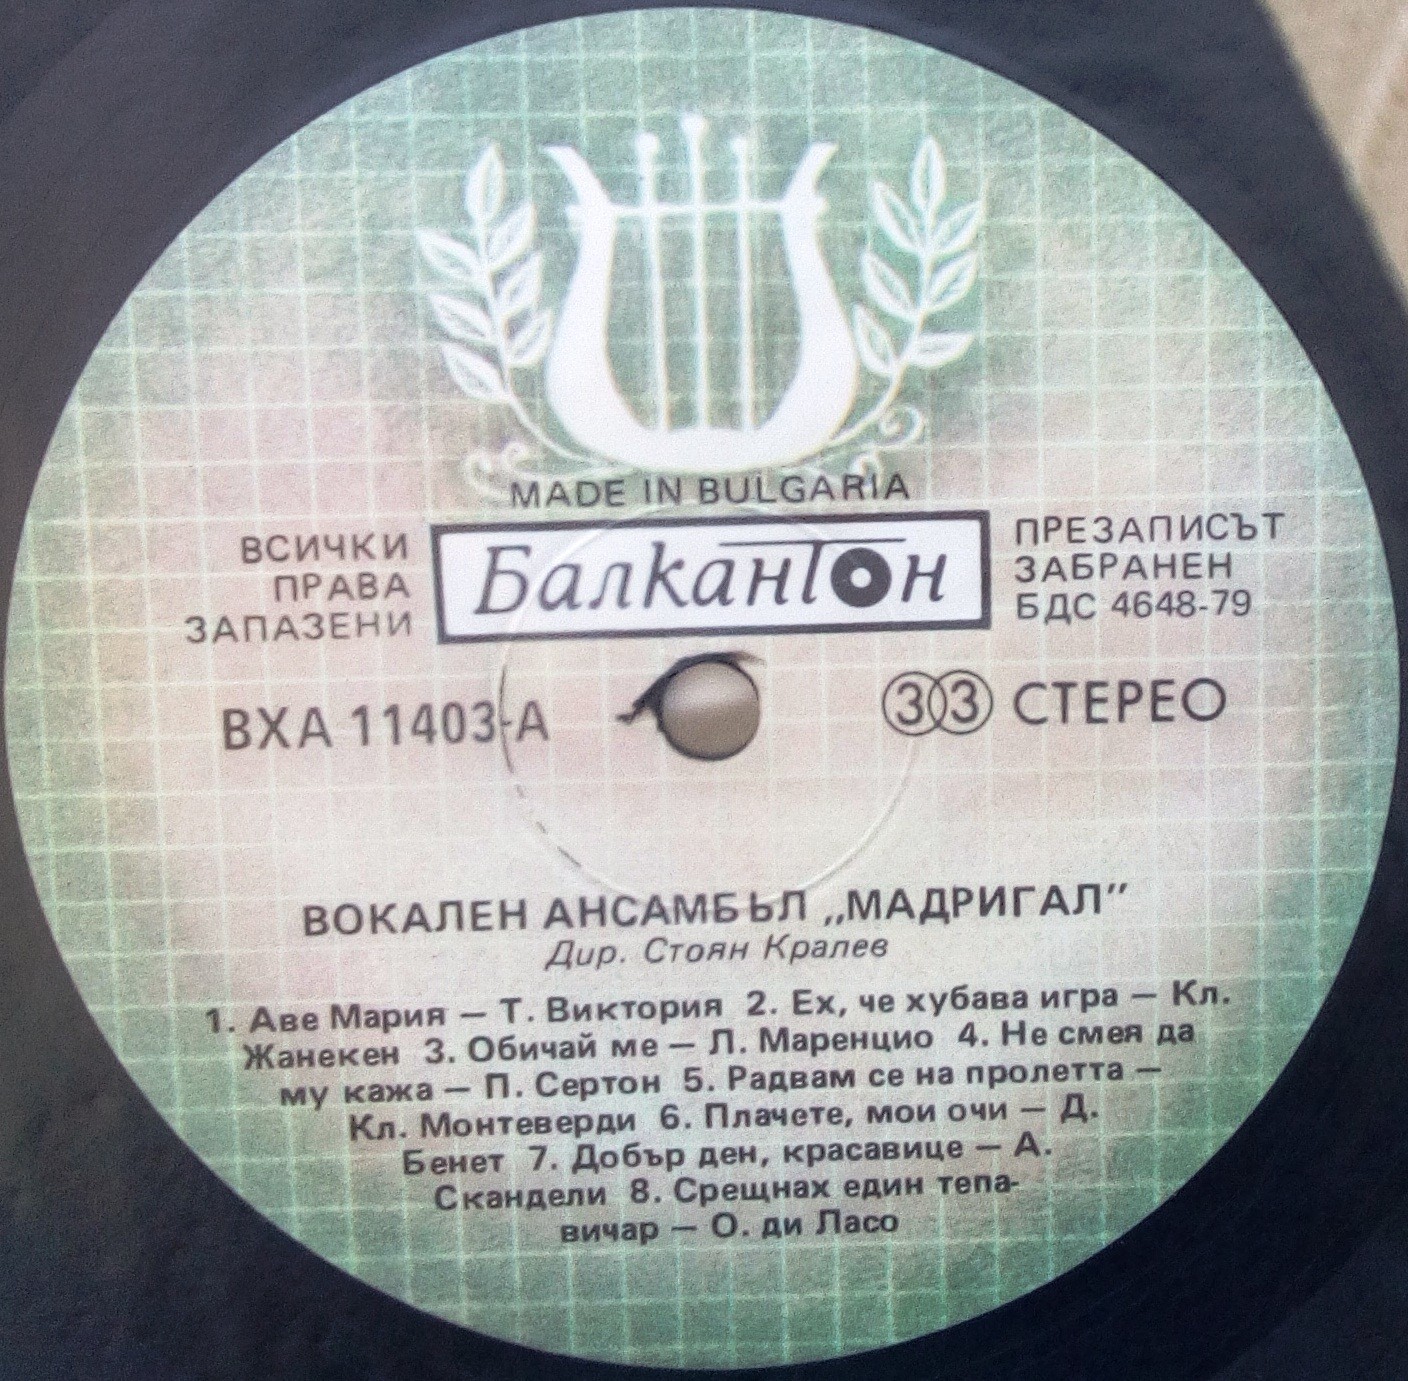 MADE IN BULGARIA
ВСИЧКИ
ПРАВА
ЗАПАЗЕНИ
Балкантон
ПРЕЗАПИСЪТ
ЗАБРАНЕН
БДС 4648-79
ВХА 11403-А
33 СТЕРЕО
ВОКАЛЕН АНСАМБЪЛ „МАДРИГАЛ”
Дир. Стоян Кралев
1. Аве Мария — Т. Виктория 2. Ех, че хубава игра — Кл.
Жанекен 3. Обичай ме — Л. Маренцио 4. Не смея да
му кажа — П. Сертон 5. Радвам се на пролетта —
Кл. Монтеверди 6. Плачете, мои очи — Д.
Бенет 7. Добър ден, красавице — А.
Скандели 8. Срещнах един тепа-
вичар — О. ди Ласо